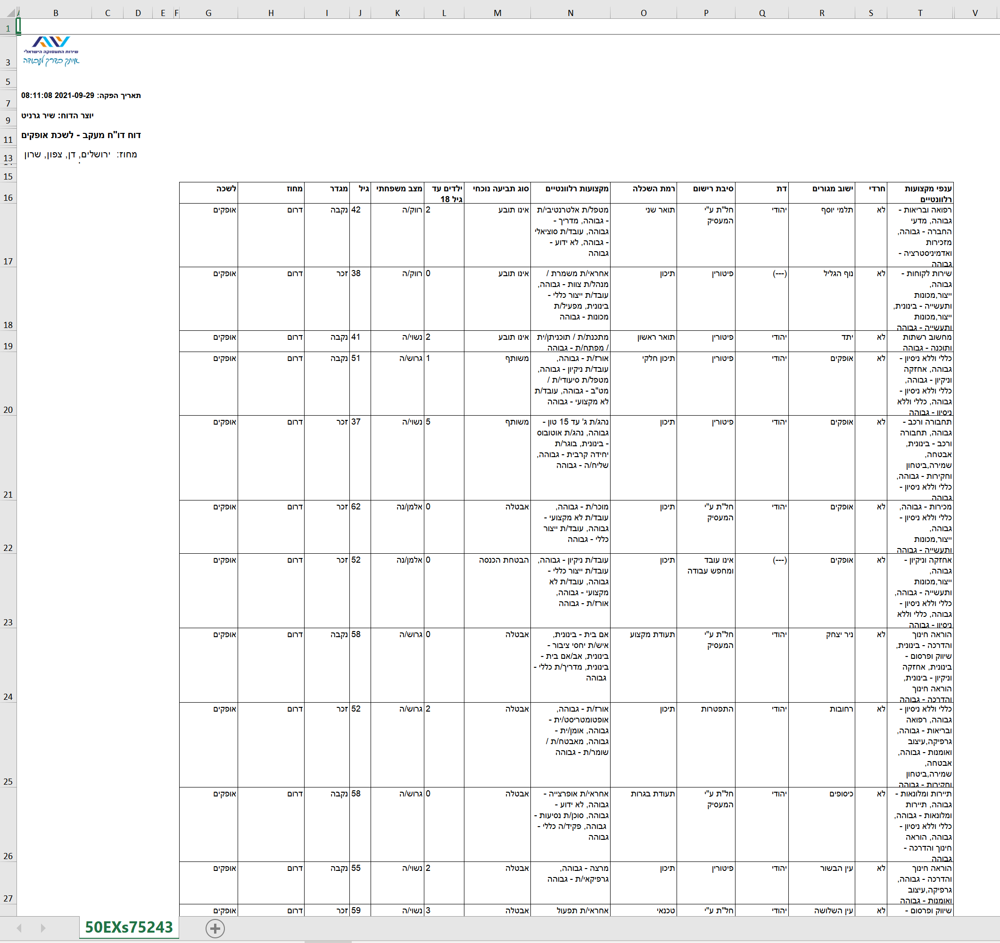 A B C D E F G H I J K L M N O P Q R S T V
1
שירות התעסוקה הישראלי
איתך בדרך לעבודה
3
5
תאריך הפקה: 2021-09-29 08:11:08
7
יוצר הדוח: שיר גרניט
9
דוח דו"ח מעקב - לשכת אופקים
11
מחוז: ירושלים, דן, צפון, שרון
13
15
לשכה מחוז מגדר גיל מצב משפחתי ילדים עד סוג תביעה נוכחי מקצועות רלוונטיים רמת השכלה סיבת רישום דת ישוב מגורים חרדי ענפי מקצועות
16 גיל 18 רלוונטיים
אופקים דרום נקבה 42 רווק/ה 2 אינו תובע מטפל/ת אלטרנטיבי/ת תואר שני חל"ת ע"י יהודי תלמי יוסף לא רפואה ובריאות -
- גבוהה, מדריך - המעסיק גבוהה, מדעי
גבוהה, עובד/ת סוציאלי החברה - גבוהה,
- גבוהה, לא ידוע - מזכירות
גבוהה ואדמיניסטרציה -
17 גבוהה
אופקים דרום זכר 38 רווק/ה 0 אינו תובע אחראי/ת משמרת / תיכון פיטורין (---) נוף הגליל לא שירות לקוחות -
מנהל/ת צוות - גבוהה, גבוהה,
עובד/ת ייצור כללי - ייצור,מכונות
בינונית, מפעיל/ת ותעשייה - בינונית,
מכונות - גבוהה ייצור,מכונות
18 ותעשייה - גבוהה
אופקים דרום נקבה 41 נשוי/ה 2 אינו תובע מתכנת/ת / תוכניתן/ית תואר ראשון פיטורין יהודי יתד לא מחשוב רשתות
19 / מפתח/ת - גבוהה ותוכנה - גבוהה
אופקים דרום נקבה 51 גרוש/ה 1 משותף אורז/ת - גבוהה, תיכון חלקי פיטורין יהודי אופקים לא כללי וללא ניסיון -
עובד/ת ניקיון - גבוהה, גבוהה, אחזקה
מטפל/ת סיעודי/ת / וניקיון - גבוהה,
מט"ב - גבוהה, עובד/ת כללי וללא ניסיון -
לא מקצועי - גבוהה גבוהה, כללי וללא
20 ניסיון - גבוהה
אופקים דרום זכר 37 נשוי/ה 5 משותף נהג/ת ג' עד 15 טון - תיכון פיטורין יהודי אופקים לא תחבורה ורכב -
גבוהה, נהג/ת אוטובוס גבוהה, תחבורה
- בינונית, בוגר/ת ורכב - בינונית,
יחידה קרבית - גבוהה, אבטחה,
שליח/ה - גבוהה שמירה,ביטחון
וחקירות - גבוהה,
כללי וללא ניסיון -
21 גבוהה
אופקים דרום זכר 62 אלמן/נה 0 אבטלה מוכר/ת - גבוהה, תיכון חל"ת ע"י יהודי אופקים לא מכירות - גבוהה,
עובד/ת לא מקצועי - המעסיק כללי וללא ניסיון -
גבוהה, עובד/ת ייצור גבוהה,
כללי - גבוהה ייצור,מכונות
22 ותעשייה - גבוהה
אופקים דרום זכר 52 אלמן/נה 0 הבטחת הכנסה עובד/ת ניקיון - גבוהה, תיכון אינו עובד (---) אופקים לא אחזקה וניקיון -
עובד/ת ייצור כללי - ומחפש עבודה גבוהה,
גבוהה, עובד/ת לא ייצור,מכונות
מקצועי - גבוהה, ותעשייה - גבוהה,
אורז/ת - גבוהה כללי וללא ניסיון -
גבוהה, כללי וללא
23 ניסיון - גבוהה
אופקים דרום נקבה 58 גרוש/ה 0 אבטלה אם בית - בינונית, תעודת מקצוע חל"ת ע"י יהודי ניר יצחק לא הוראה חינוך
איש/ת יחסי ציבור - המעסיק והדרכה - בינונית,
בינונית, אב/אם בית - שיווק ופרסום -
בינונית, מדריך/ת כללי - בינונית, אחזקה
גבוהה וניקיון - בינונית,
הוראה חינוך
24 והדרכה - גבוהה
אופקים דרום זכר 52 גרוש/ה 2 אבטלה אורז/ת - גבוהה, תיכון התפטרות יהודי רחובות לא כללי וללא ניסיון -
אופטומטריסט/ית - גבוהה, רפואה
גבוהה, אומן/ית - ובריאות - גבוהה,
גבוהה, מאבטח/ת / גרפיקה,עיצוב
שומר/ת - גבוהה ואומנות - גבוהה,
אבטחה,
שמירה,ביטחון
25 וחקירות - גבוהה
אופקים דרום נקבה 58 גרוש/ה 0 אבטלה אחראי/ת אופרצייה - תעודת בגרות חל"ת ע"י יהודי כיסופים לא תיירות ומלונאות -
גבוהה, לא ידוע - המעסיק גבוהה, תיירות
גבוהה, סוכן/ת נסיעות - ומלונאות - גבוהה,
גבוהה, פקיד/ה כללי - כללי וללא ניסיון -
גבוהה גבוהה, הוראה
חינוך והדרכה -
26 גבוהה
אופקים דרום נקבה 55 נשוי/ה 2 אבטלה מרצה - גבוהה, תיכון פיטורין יהודי עין הבשור לא הוראה חינוך
גרפיקאי/ת - גבוהה והדרכה - גבוהה,
גרפיקה,עיצוב
27 ואומנות - גבוהה
אופקים דרום זכר 59 נשוי/ה 3 אבטלה אחראי/ת תפעול טכנאי חל"ת ע"י יהודי עין השלושה לא שיווק ופרסום -
50EXs75243